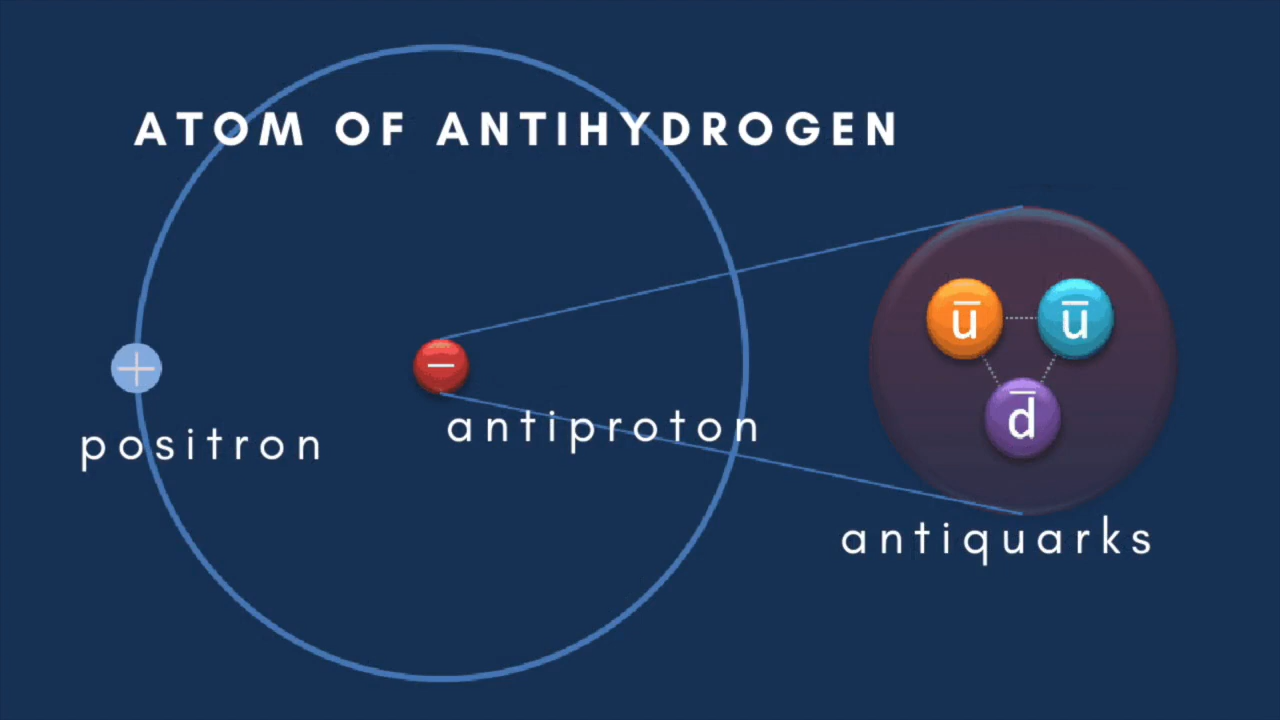 ATOM OF ANTIHYDROGEN
ū ū
+
−
d̄
antiproton
positron
antiquarks